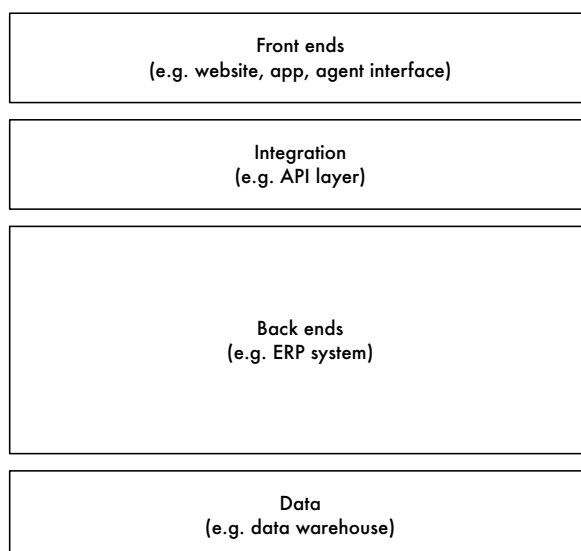 Front ends
(e.g. website, app, agent interface)
Integration
(e.g. API layer)
Back ends
(e.g. ERP system)
Data
(e.g. data warehouse)